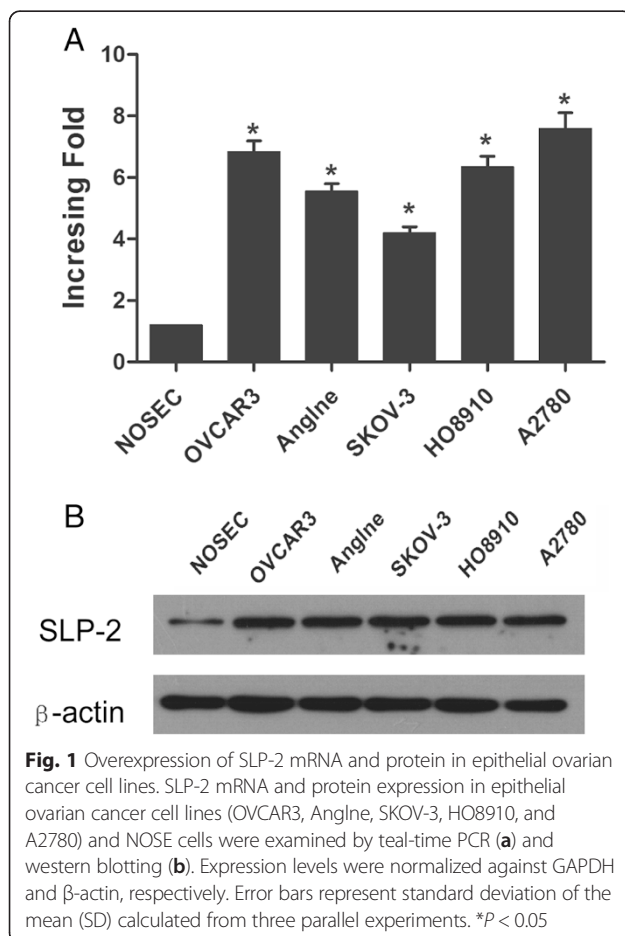 A
Incresing Fold
10
8
6
4
2
0
* * * * *
NOSEC OVCAR3 Anglne SKOV-3 HO8910 A2780
B
NOSEC OVCAR3 Anglne SKOV-3 HO8910 A2780
SLP-2
β-actin
Fig. 1 Overexpression of SLP-2 mRNA and protein in epithelial ovarian
cancer cell lines. SLP-2 mRNA and protein expression in epithelial
ovarian cancer cell lines (OVCAR3, Anglne, SKOV-3, HO8910, and
A2780) and NOSE cells were examined by teal-time PCR (a) and
western blotting (b). Expression levels were normalized against GAPDH
and β-actin, respectively. Error bars represent standard deviation of the
mean (SD) calculated from three parallel experiments. *P < 0.05